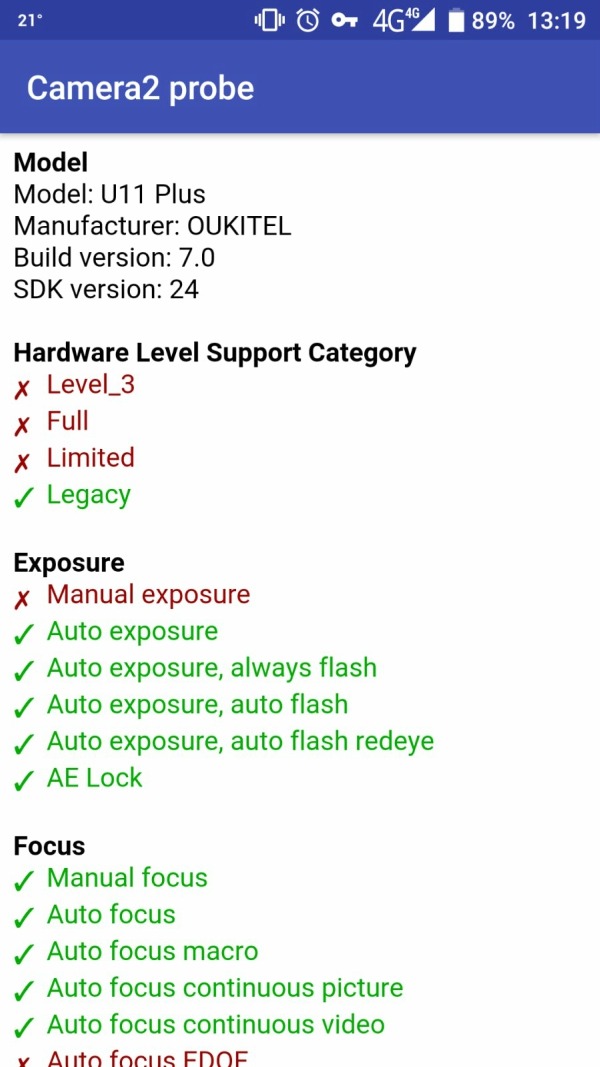 21° 4G 4G 89% 13:19
Camera2 probe
Model
Model: U11 Plus
Manufacturer: OUKITEL
Build version: 7.0
SDK version: 24
Hardware Level Support Category
✗ Level_3
✗ Full
✗ Limited
✓ Legacy
Exposure
✗ Manual exposure
✓ Auto exposure
✓ Auto exposure, always flash
✓ Auto exposure, auto flash
✓ Auto exposure, auto flash redeye
✓ AE Lock
Focus
✓ Manual focus
✓ Auto focus
✓ Auto focus macro
✓ Auto focus continuous picture
✓ Auto focus continuous video
✗ Auto focus EDOF